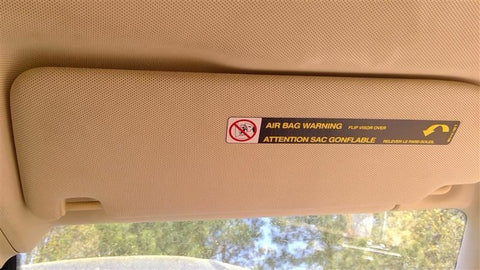 AIR BAG WARNING FLIP VISOR OVER
ATTENTION SAC GONFLABLE RELEVER LE PARE-SOLEIL